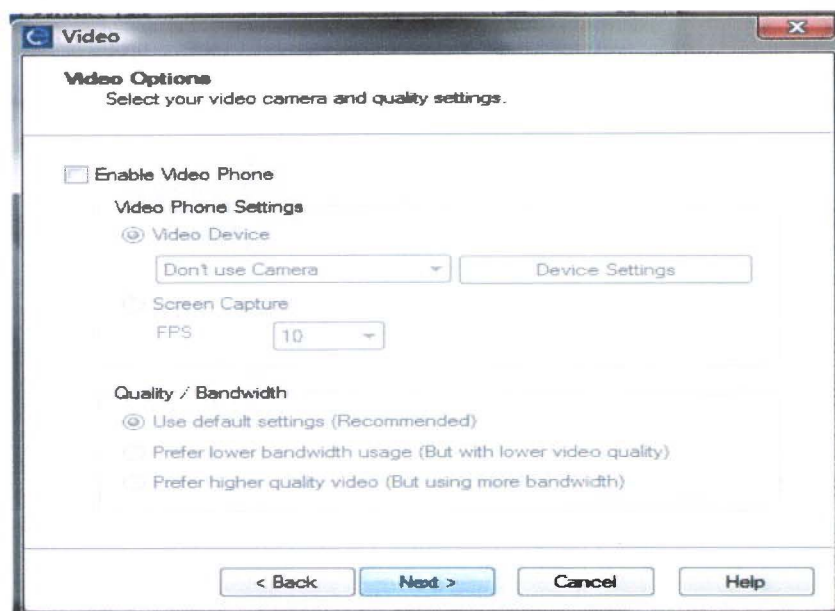 Video
Video Options
Select your video camera and quality settings.
Enable Video Phone
Video Phone Settings
Video Device
Don't use Camera
Device Settings
Screen Capture
FPS
10
Quality / Bandwidth
Use default settings (Recommended)
Prefer lower bandwidth usage (But with lower video quality)
Prefer higher quality video (But using more bandwidth)
< Back
Next >
Cancel
Help